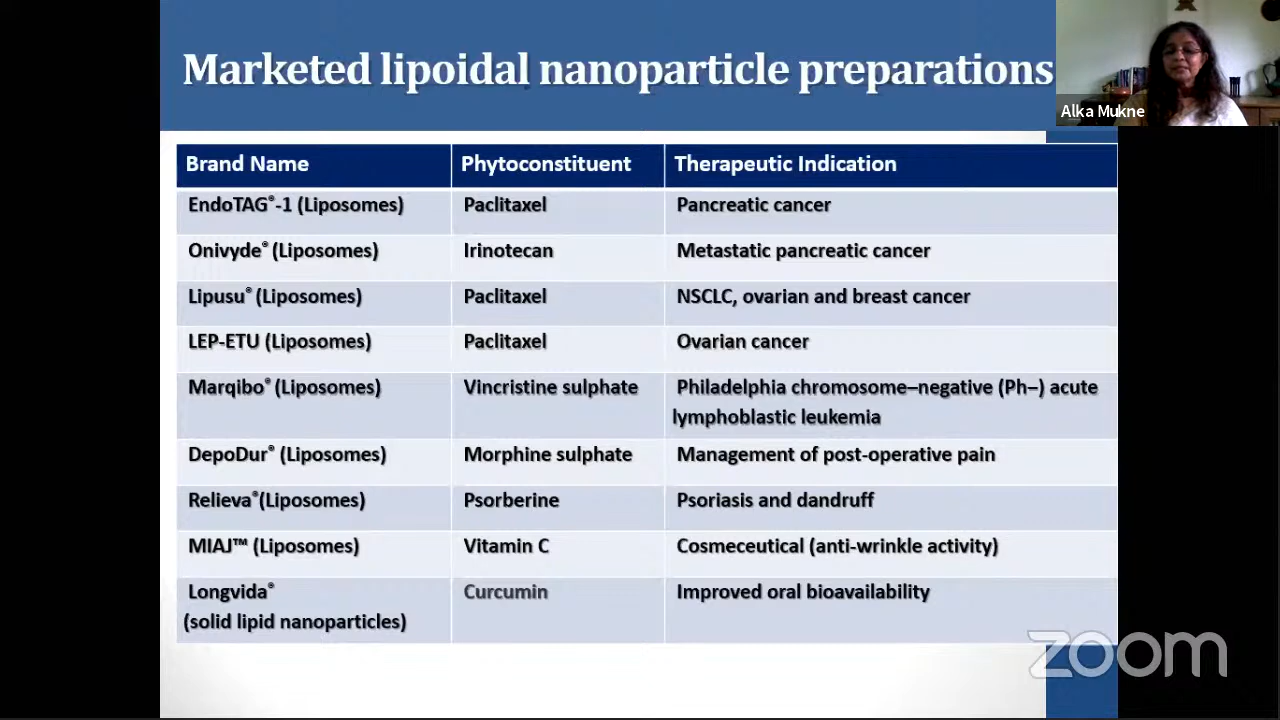 Marketed lipoidal nanoparticle preparations
Alka Mukne
Brand Name Phytoconstituent Therapeutic Indication
EndoTAG®-1 (Liposomes) Paclitaxel Pancreatic cancer
Onivyde® (Liposomes) Irinotecan Metastatic pancreatic cancer
Lipusu® (Liposomes) Paclitaxel NSCLC, ovarian and breast cancer
LEP-ETU (Liposomes) Paclitaxel Ovarian cancer
Marqibo® (Liposomes) Vincristine sulphate Philadelphia chromosome–negative (Ph−) acute
lymphoblastic leukemia
DepoDur® (Liposomes) Morphine sulphate Management of post-operative pain
Relieva®(Liposomes) Psorberine Psoriasis and dandruff
MIAJ™ (Liposomes) Vitamin C Cosmeceutical (anti-wrinkle activity)
Longvida® Curcumin Improved oral bioavailability
(solid lipid nanoparticles)
zoom